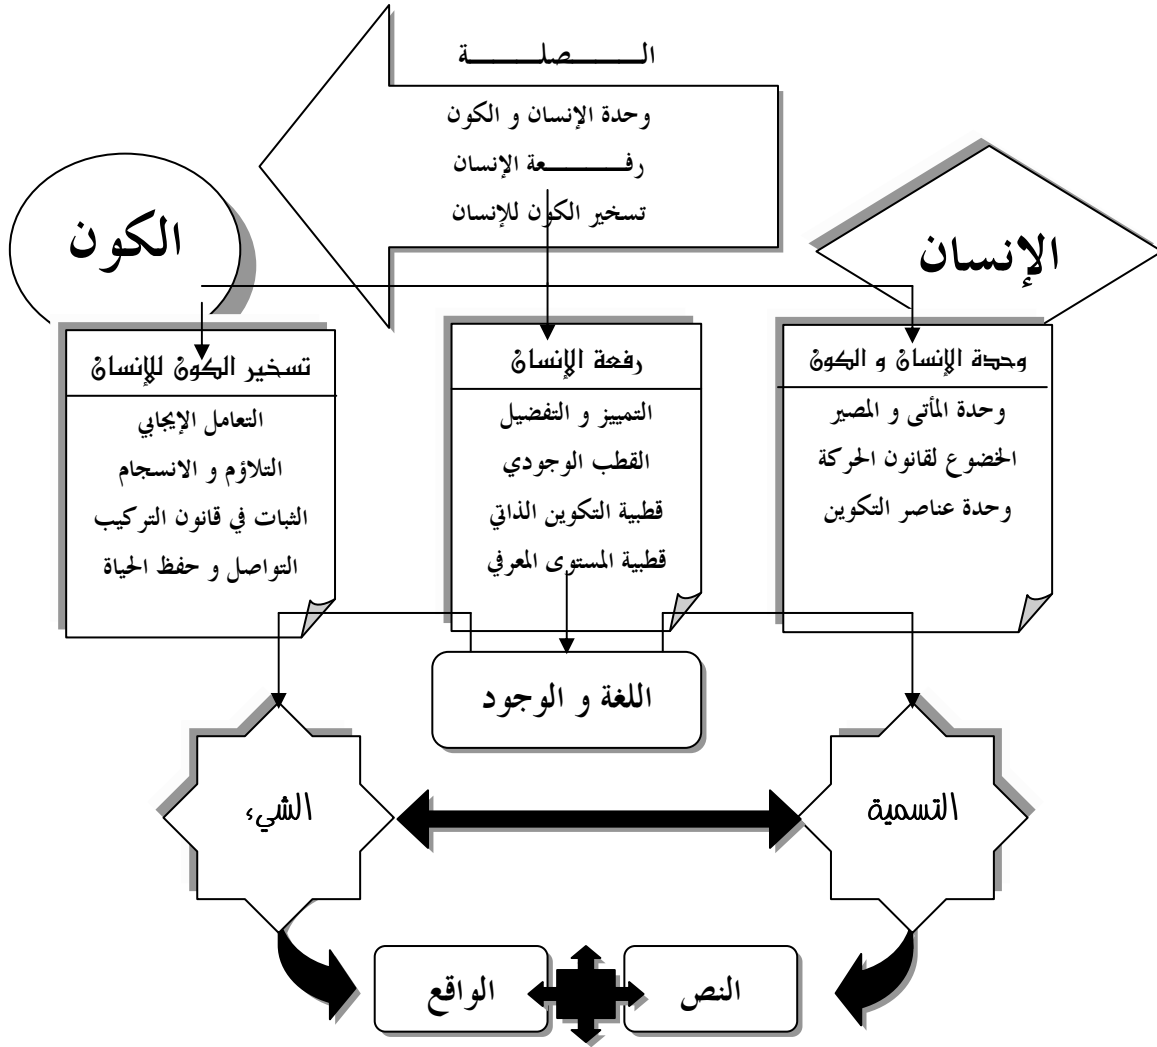 الـــــصلـــــة
وحدة الإنسان و الكون
رفـــــعة الإنسان
تسخير الكون للإنسان
الإنسان
الكون
وحدة الإنسان و الكون
وحدة المأتى و المصير
الخضوع لقانون الحركة
وحدة عناصر التكوين
رفعة الإنسان
التمييز و التفضيل
القطب الوجودي
قطبية التكوين الذاتي
قطبية المستوى المعرفي
تسخير الكون للإنسان
التعامل الإيجابي
التلاؤم و الانسجام
الثبات في قانون التركيب
التواصل و حفظ الحياة
اللغة و الوجود
التسمية
الشيء
النص
الواقع